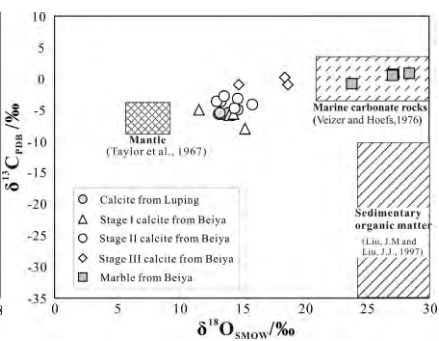 10
5
0
-5
-10
-15
-20
-25
-30
-35
δ¹³C_PDB/‰
Marine carbonate rocks
(Veizer and Hoefs,1976)
Mantle
(Taylor et al., 1967)
Calcite from Luping
Stage I calcite from Beiya
Stage II calcite from Beiya
Stage III calcite from Beiya
Marble from Beiya
Sedimentary
organic matter
(Liu, J.M and
Liu, J.J., 1997)
0 5 10 15 20 25 30
δ¹⁸O_SMOW/‰